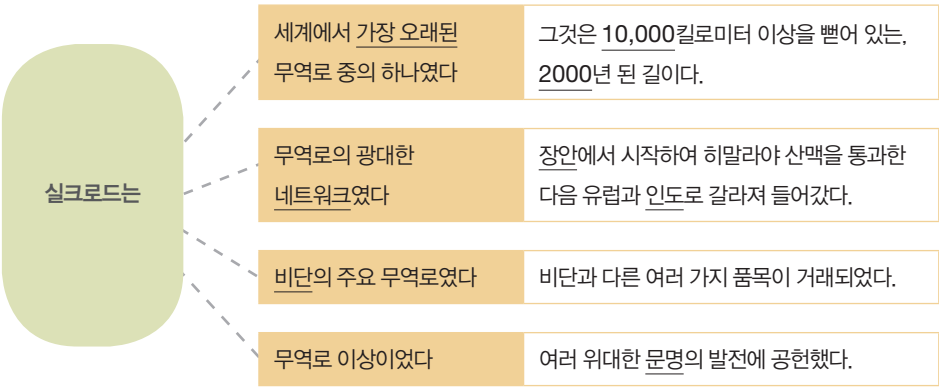 실크로드는
세계에서 가장 오래된
무역로 중의 하나였다
그것은 10,000킬로미터 이상을 뻗어 있는,
2000년 된 길이다.
무역로의 광대한
네트워크였다
장안에서 시작하여 히말라야 산맥을 통과한
다음 유럽과 인도로 갈라져 들어갔다.
비단의 주요 무역로였다
비단과 다른 여러 가지 품목이 거래되었다.
무역로 이상이었다
여러 위대한 문명의 발전에 공헌했다.